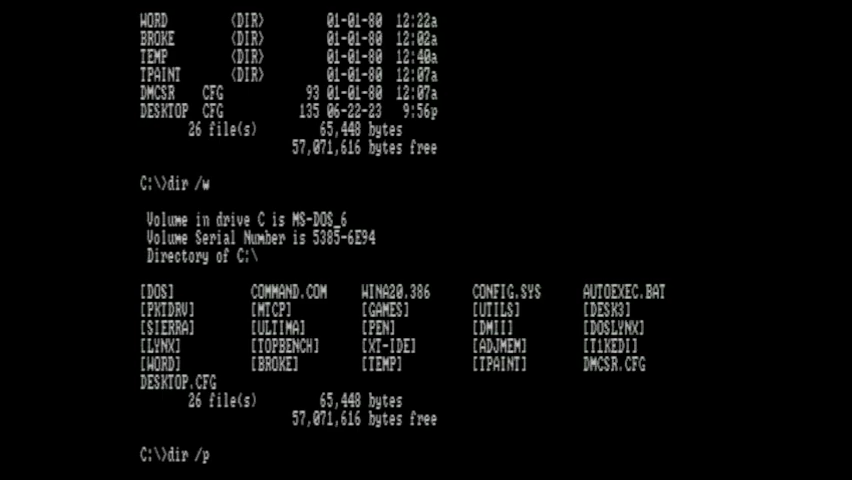 WORD         <DIR>         01-01-80  12:22a
BROKE        <DIR>         01-01-80  12:02a
TEMP         <DIR>         01-01-80  12:40a
TPAINT       <DIR>         01-01-80  12:07a
DMCSR    CFG            93 01-01-80  12:07a
DESKTOP  CFG           135 06-22-23   9:56p
       26 file(s)         65,448 bytes
                      57,071,616 bytes free
C:\>dir /w
 Volume in drive C is MS-DOS_6
 Volume Serial Number is 5385-6E94
 Directory of C:\
[DOS]           COMMAND.COM     WINA20.386      CONFIG.SYS      AUTOEXEC.BAT
[PKTDRV]        [MTCP]          [GAMES]         [UTILS]         [DESK3]
[SIERRA]        [ULTIMA]        [PEN]           [DMII]          [DOSLYNX]
[LYNX]          [TOPBENCH]      [XT-IDE]        [ADJMEM]        [T1KEDI]
[WORD]          [BROKE]         [TEMP]          [TPAINT]        DMCSR.CFG
DESKTOP.CFG
       26 file(s)         65,448 bytes
                      57,071,616 bytes free
C:\>dir /p